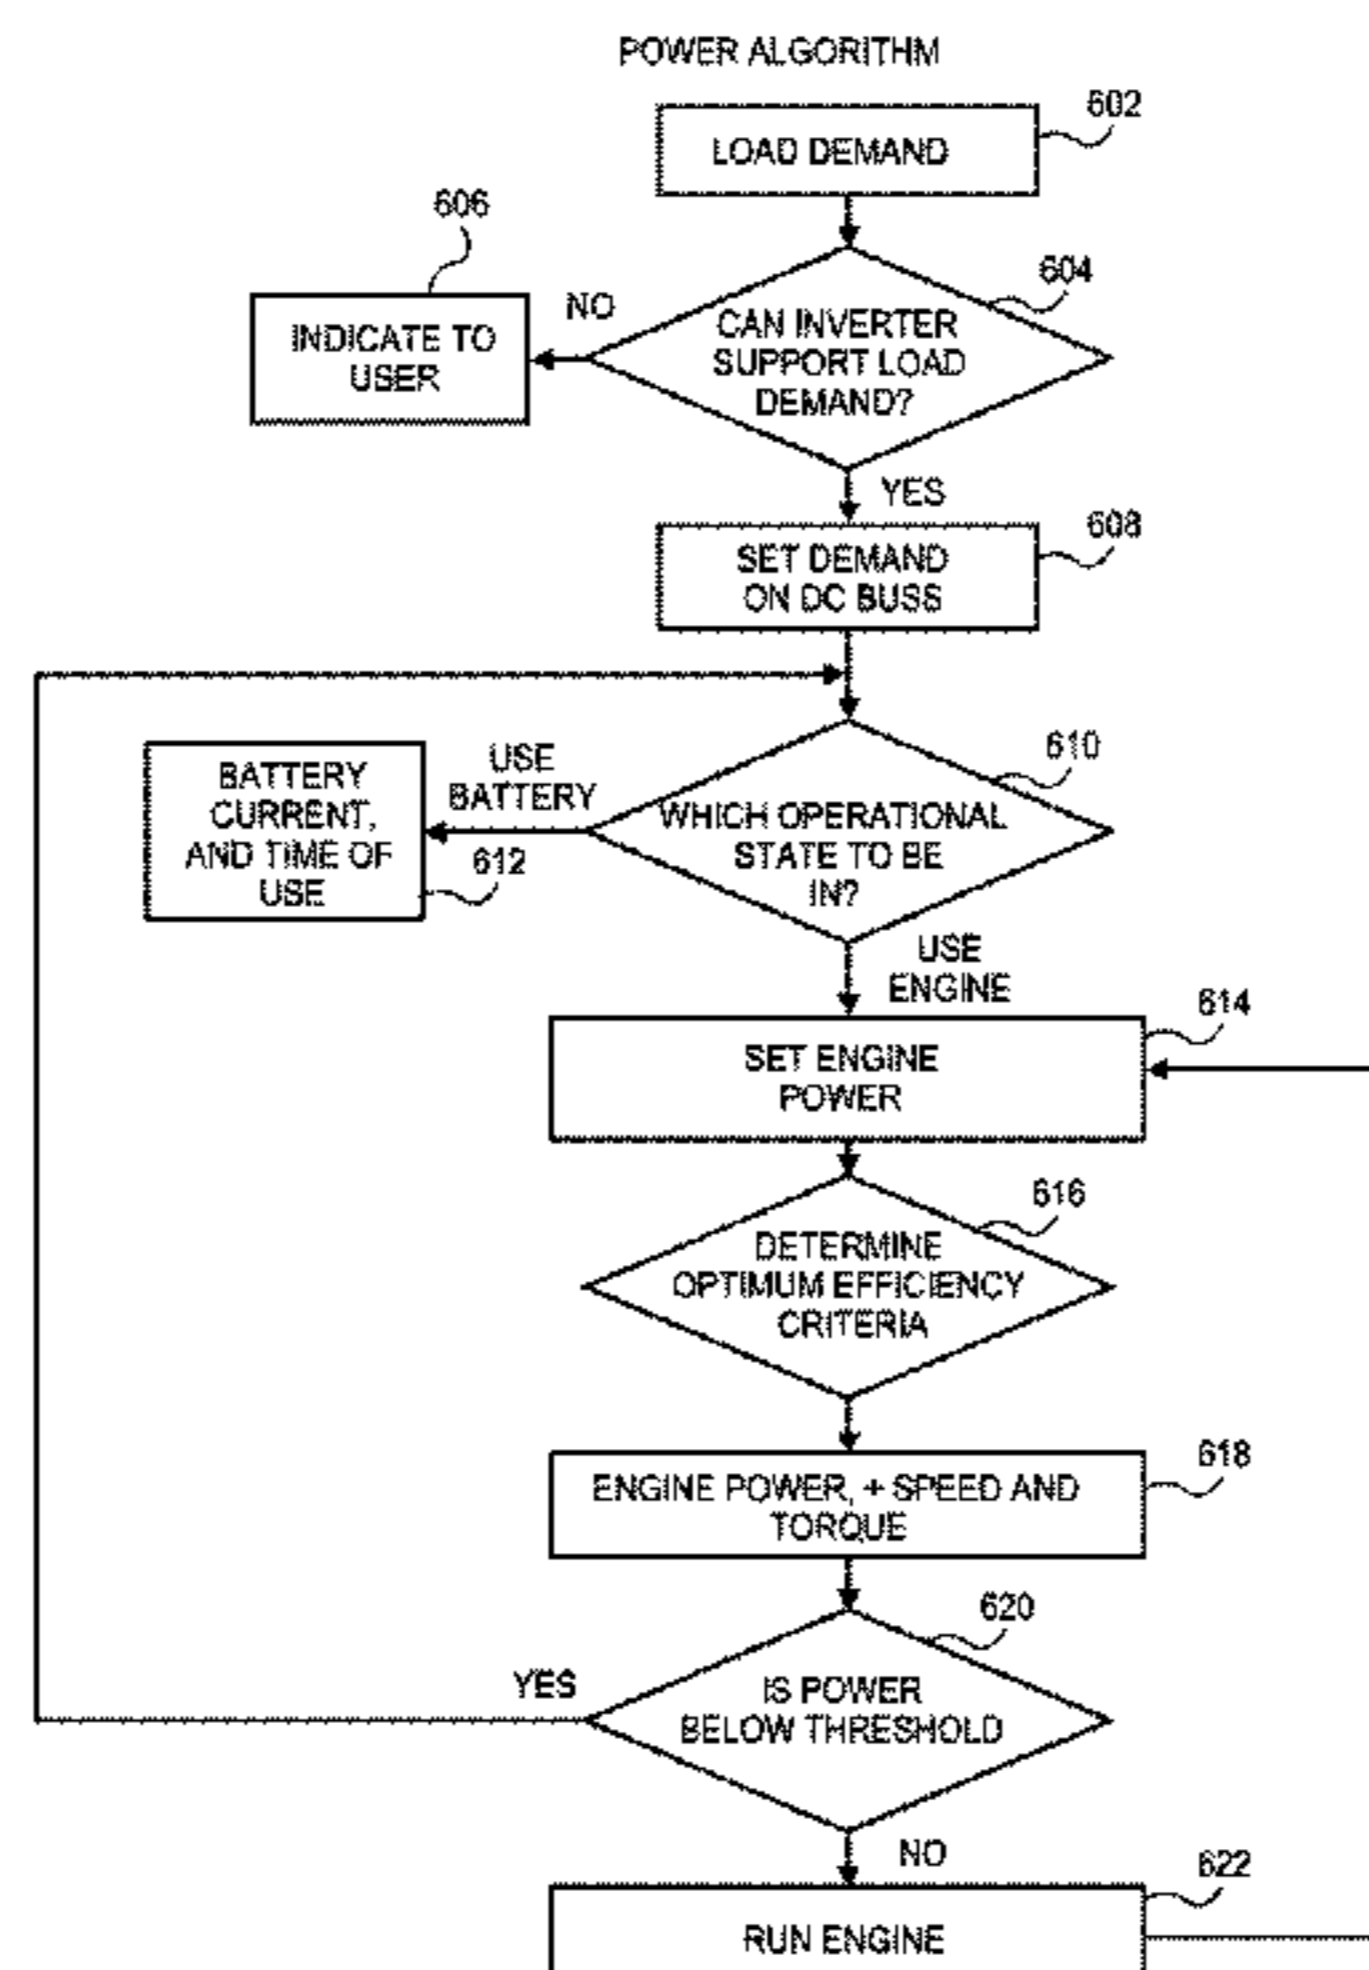 POWER ALGORITHM
602
LOAD DEMAND
606
604
NO
INDICATE TO
USER
CAN INVERTER
SUPPORT LOAD
DEMAND?
YES
608
SET DEMAND
ON DC BUSS
610
USE
BATTERY
BATTERY
CURRENT,
AND TIME OF
USE
612
WHICH OPERATIONAL
STATE TO BE
IN?
USE
ENGINE
614
SET ENGINE
POWER
616
DETERMINE
OPTIMUM EFFICIENCY
CRITERIA
618
ENGINE POWER, + SPEED AND
TORQUE
620
YES
IS POWER
BELOW THRESHOLD
NO
622
RUN ENGINE